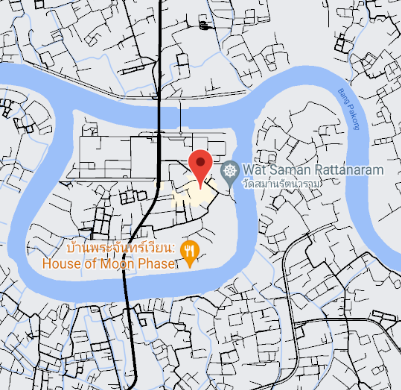 Bang Pakong
Wat Saman Rattanaram
วัดสมานรัตนาราม
บ้านพระจันทร์เวียน:
House of Moon Phase